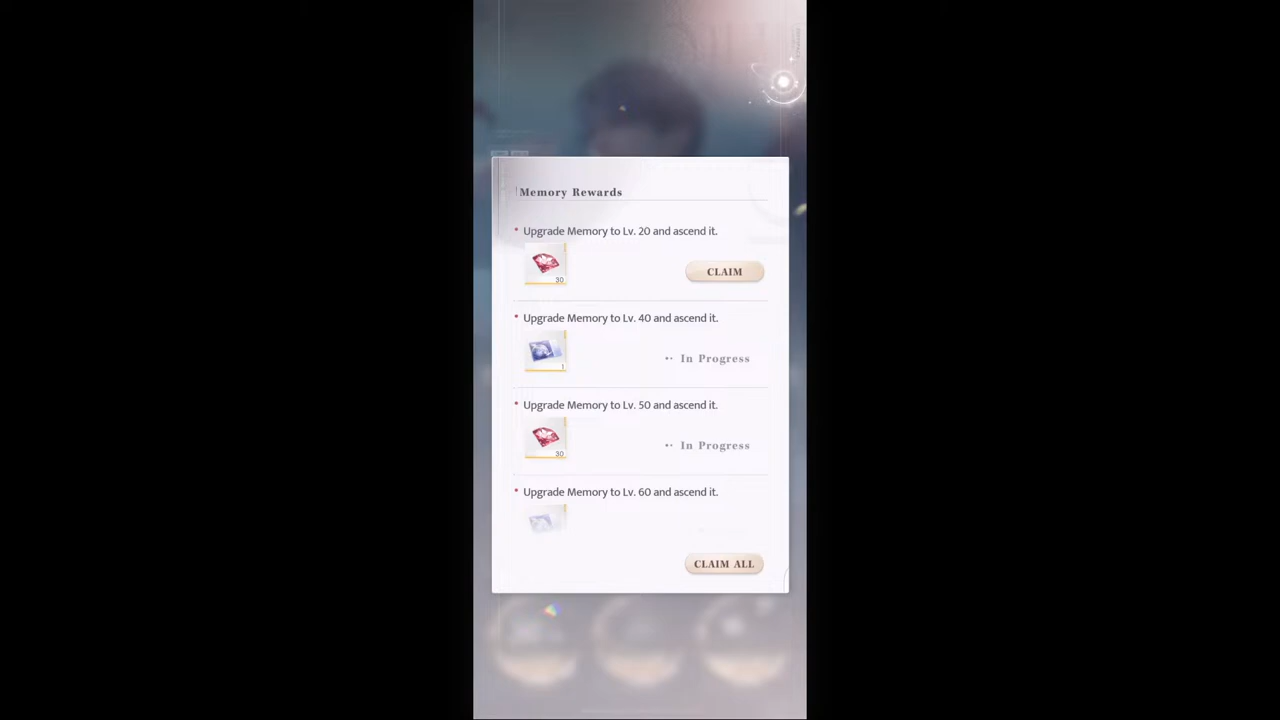 Memory Rewards
Upgrade Memory to Lv. 20 and ascend it.
30
CLAIM
Upgrade Memory to Lv. 40 and ascend it.
1
In Progress
Upgrade Memory to Lv. 50 and ascend it.
30
In Progress
Upgrade Memory to Lv. 60 and ascend it.
CLAIM ALL